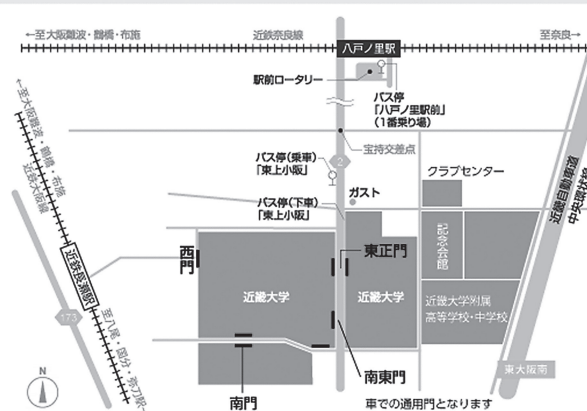 ←至大阪難波・鶴橋・布施
近鉄奈良線
至奈良→
八戸ノ里駅
駅前ロータリー
バス停
「八戸ノ里駅前」
(1番乗り場)
←至大阪難波・鶴橋・布施
近鉄大阪線
宝持交差点
バス停(乗車)
「東上小阪」
2
クラブセンター
近畿自動車道
中央環状線
ガスト
バス停(下車)
「東上小阪」
西門
東正門
記念会館
近鉄長瀬駅
近畿大学
近畿大学
近畿大学附属
高等学校・中学校
173
至八尾・国分・弥刀駅→
東大阪南
南東門
N
南門
車での通用門となります